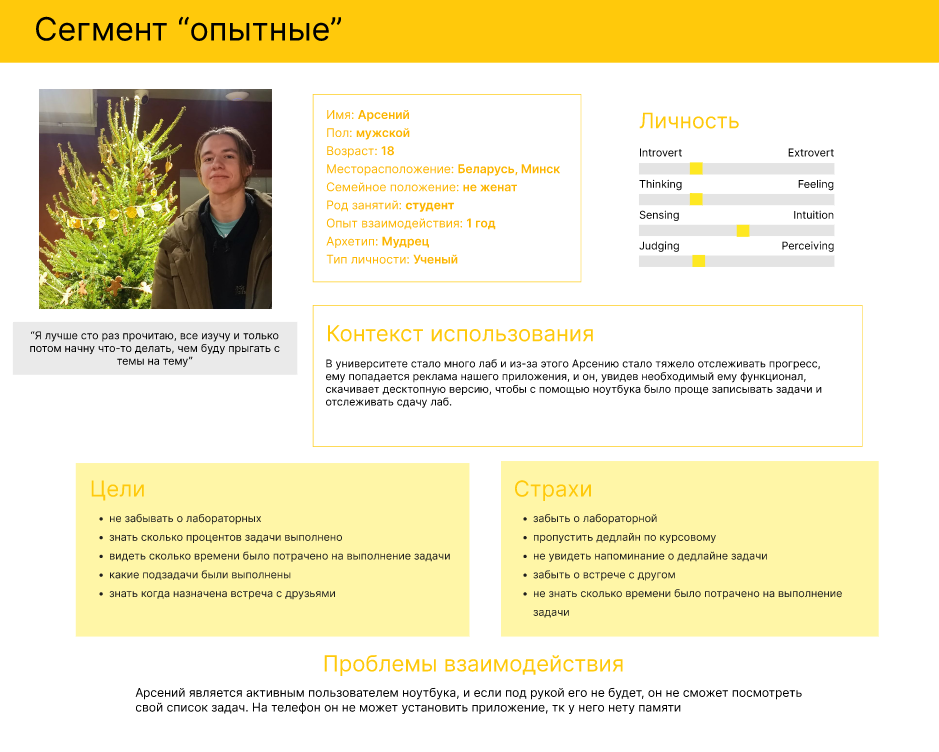 Сегмент “опытные”
Имя: Арсений
Пол: мужской
Возраст: 18
Месторасположение: Беларусь, Минск
Семейное положение: не женат
Род занятий: студент
Опыт взаимодействия: 1 год
Архетип: Мудрец
Тип личности: Ученый
Личность
Introvert Extrovert
Thinking Feeling
Sensing Intuition
Judging Perceiving
“Я лучше сто раз прочитаю, все изучу и только
потом начну что-то делать, чем буду прыгать с
темы на тему”
Контекст использования
В университете стало много лаб и из-за этого Арсению стало тяжело отслеживать прогресс,
ему попадается реклама нашего приложения, и он, увидев необходимый ему функционал,
скачивает десктопную версию, чтобы с помощью ноутбука было проще записывать задачи и
отслеживать сдачу лаб.
Цели
• не забывать о лабораторных
• знать сколько процентов задачи выполнено
• видеть сколько времени было потрачено на выполнение задачи
• какие подзадачи были выполнены
• знать когда назначена встреча с друзьями
Страхи
• забыть о лабораторной
• пропустить дедлайн по курсовому
• не увидеть напоминание о дедлайне задачи
• забыть о встрече с другом
• не знать сколько времени было потрачено на выполнение
задачи
Проблемы взаимодействия
Арсений является активным пользователем ноутбука, и если под рукой его не будет, он не сможет посмотреть
свой список задач. На телефон он не может установить приложение, тк у него нету памяти